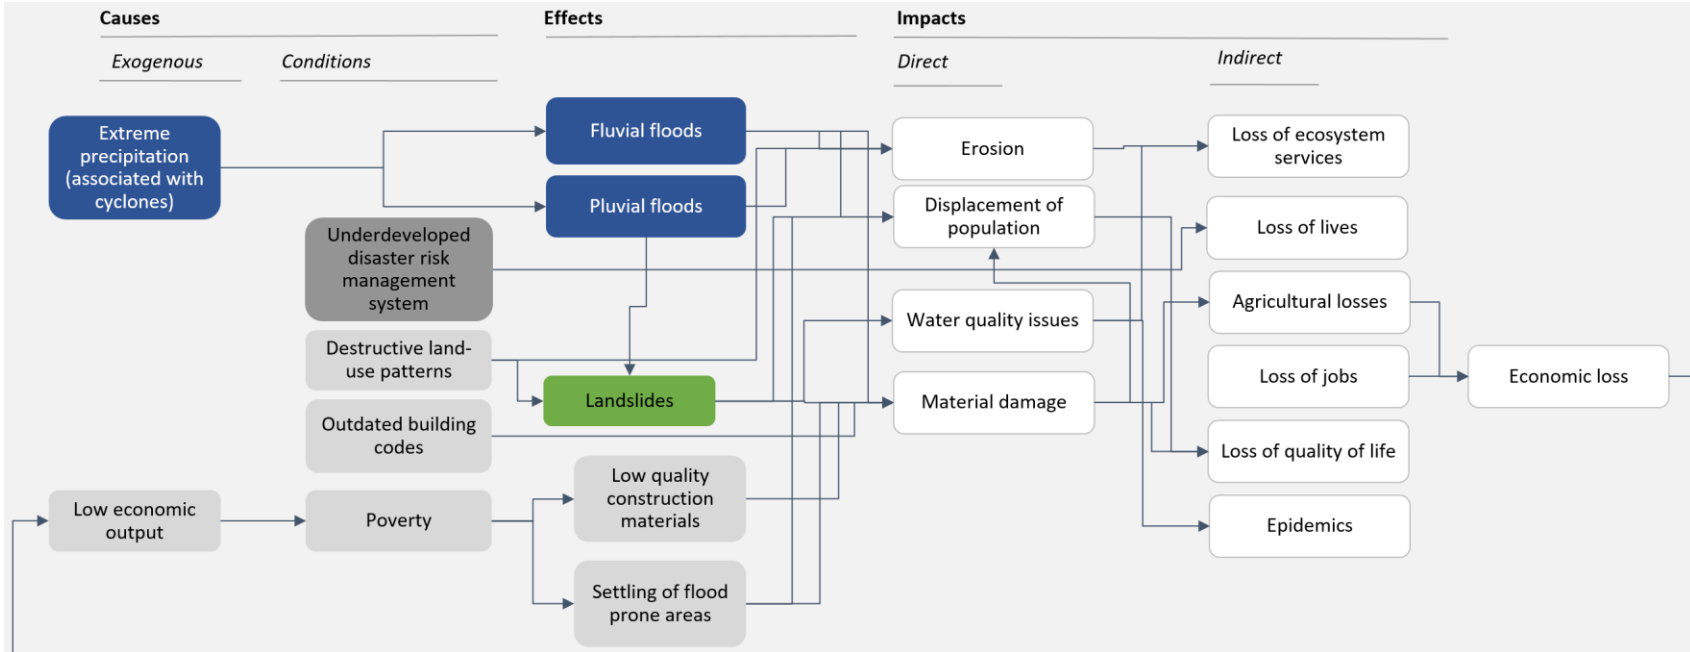 Causes
Effects
Impacts
Exogenous
Conditions
Direct
Indirect
Extreme
precipitation
(associated with
cyclones)
Fluvial floods
Pluvial floods
Erosion
Loss of ecosystem
services
Underdeveloped
disaster risk
management
system
Displacement of
population
Loss of lives
Destructive land-
use patterns
Water quality issues
Agricultural losses
Landslides
Material damage
Loss of jobs
Economic loss
Outdated building
codes
Loss of quality of life
Low economic
output
Poverty
Low quality
construction
materials
Epidemics
Settling of flood
prone areas